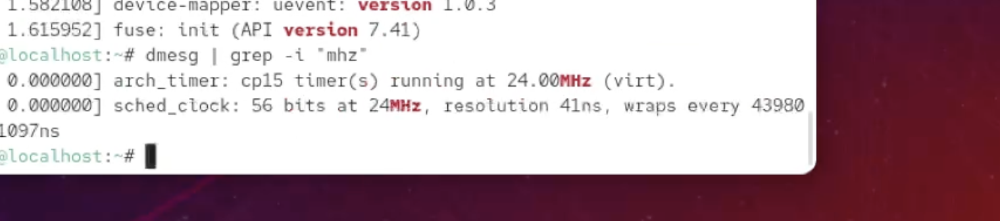 1.582108] device-mapper: uevent: version 1.0.3
1.615952] fuse: init (API version 7.41)
@localhost:~# dmesg | grep -i "mhz"
0.000000] arch_timer: cp15 timer(s) running at 24.00MHz (virt).
0.000000] sched_clock: 56 bits at 24MHz, resolution 41ns, wraps every 43980
1097ns
@localhost:~#